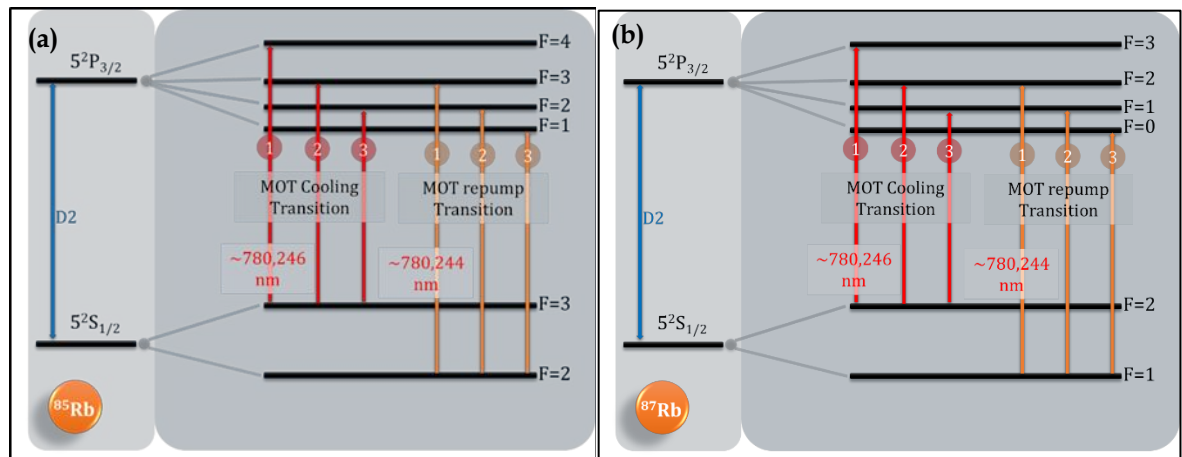 (a)
5²P₃/₂
F=4
F=3
F=2
F=1
1 2 3 1 2 3
MOT Cooling
Transition
MOT repump
Transition
D2
~780,246
nm
~780,244
nm
F=3
5²S₁/₂
F=2
⁸⁵Rb
(b)
5²P₃/₂
F=3
F=2
F=1
F=0
1 2 3 1 2 3
MOT Cooling
Transition
MOT repump
Transition
D2
~780,246
nm
~780,244
nm
F=2
5²S₁/₂
F=1
⁸⁷Rb